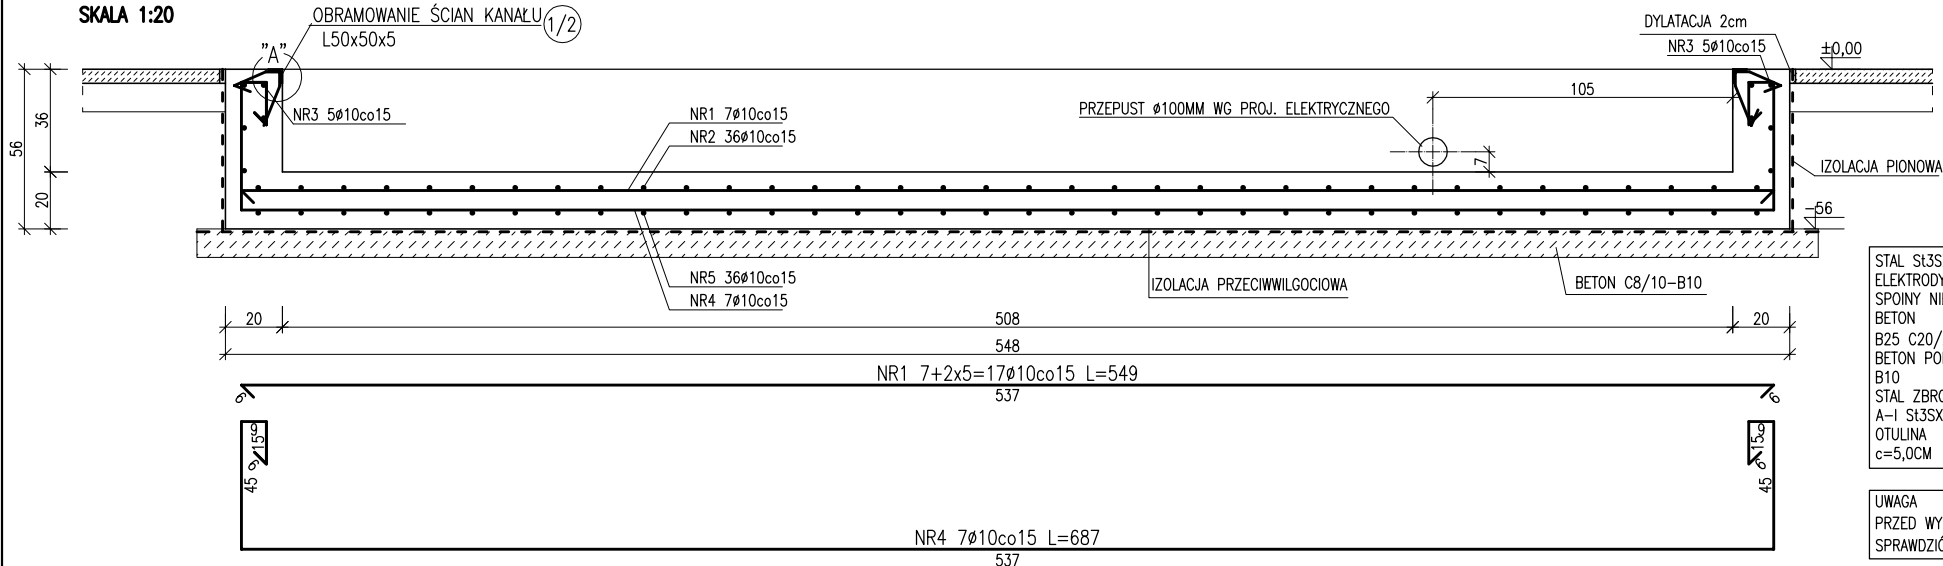 SKALA 1:20
OBRAMOWANIE ŚCIAN KANAŁU 1/2
L50x50x5
"A"
NR3 5ø10co15
DYLATACJA 2cm
NR3 5ø10co15
±0,00
105
PRZEPUST ø100MM WG PROJ. ELEKTRYCZNEGO
NR1 7ø10co15
NR2 36ø10co15
56
36
20
7
IZOLACJA PIONOWA
-56
NR5 36ø10co15
NR4 7ø10co15
IZOLACJA PRZECIWWILGOCIOWA
BETON C8/10-B10
20
508
20
548
NR1 7+2x5=17ø10co15 L=549
537
6
6
9
15
6
45
9
15
6
45
NR4 7ø10co15 L=687
537
STAL St3S
ELEKTRODY
SPOINY NI
BETON
B25 C20/
BETON PO
B10
STAL ZBRO
A-I St3SX
OTULINA
c=5,0CM
UWAGA
PRZED WY
SPRAWDZIĆ